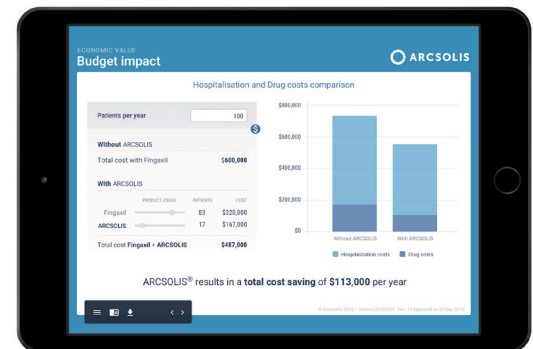 ECONOMIC VALUE
Budget impact
ARCSOLIS
Hospitalisation and Drug costs comparison
Patients per year 100
$
Without ARCSOLIS
Total cost with Fingaxil $600,000
With ARCSOLIS
PRODUCT USAGE PATIENTS COST
Fingaxil 83 $320,000
ARCSOLIS 17 $167,000
Total cost Fingaxil + ARCSOLIS $487,000
$800,000
$600,000
$400,000
$200,000
$0
Without ARCSOLIS With ARCSOLIS
Hospitalization costs Drug costs
ARCSOLIS® results in a total cost saving of $113,000 per year